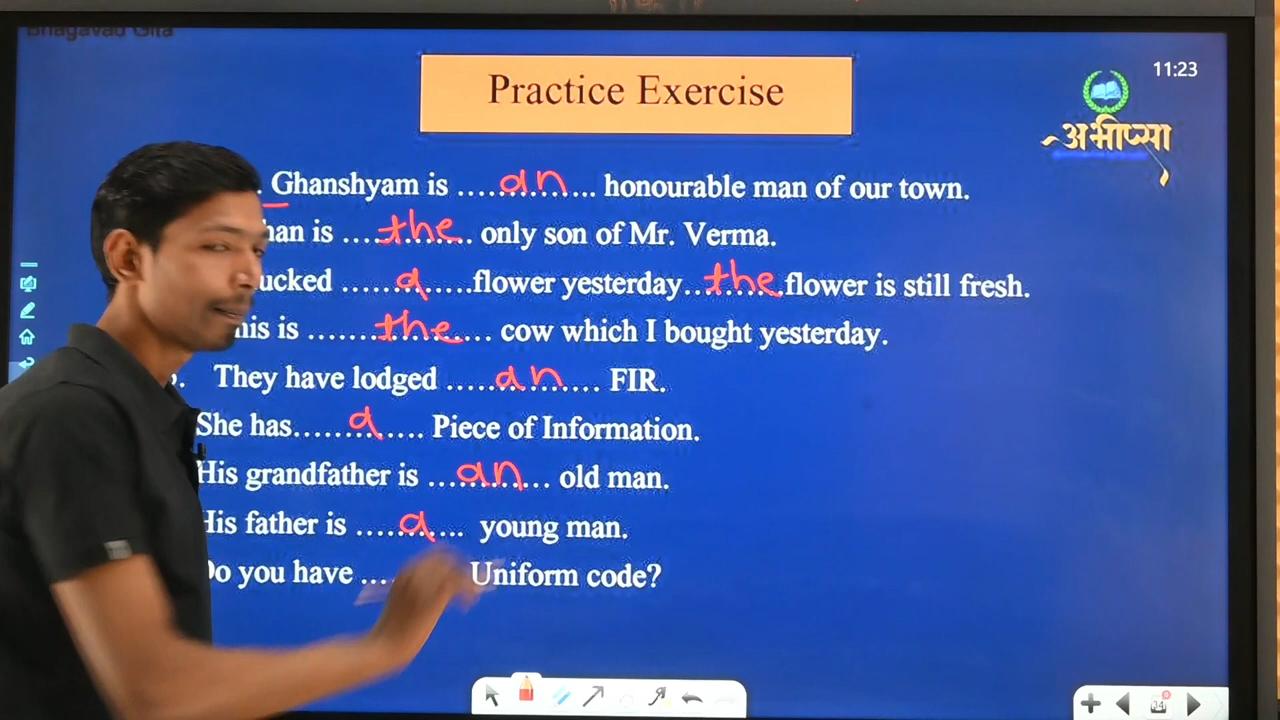 Bhagavad Gita
Practice Exercise
11:23
अभीप्सा
. Ghanshyam is ....an.... honourable man of our town.
han is ....the.... only son of Mr. Verma.
ucked ......a.....flower yesterday...the...flower is still fresh.
his is .......the....... cow which I bought yesterday.
. They have lodged .....an...... FIR.
She has......a..... Piece of Information.
His grandfather is ...an... old man.
His father is .....a.... young man.
Do you have ... Uniform code?
34